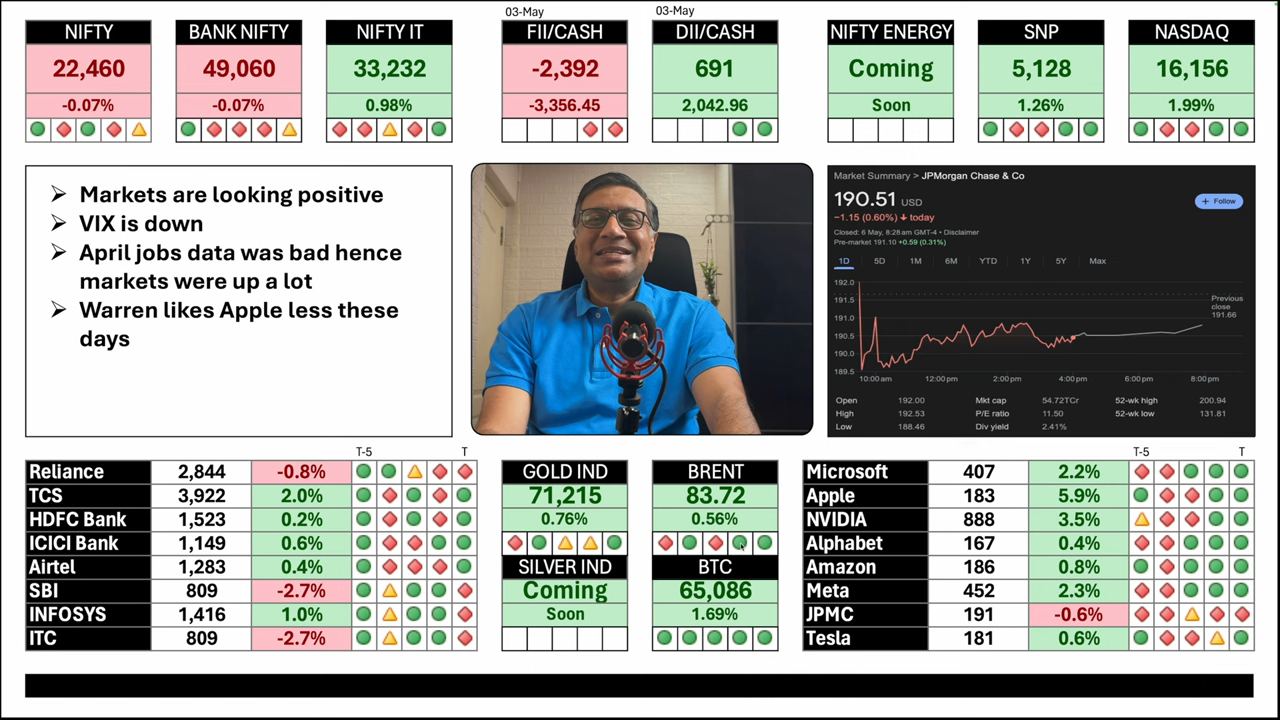 03-May
03-May
NIFTY
BANK NIFTY
NIFTY IT
FII/CASH
DII/CASH
NIFTY ENERGY
SNP
NASDAQ
22,460
49,060
33,232
-2,392
691
Coming
5,128
16,156
-0.07%
-0.07%
0.98%
-3,356.45
2,042.96
Soon
1.26%
1.99%
Markets are looking positive
VIX is down
April jobs data was bad hence
markets were up a lot
Warren likes Apple less these
days
Market Summary > JPMorgan Chase & Co
190.51 USD
+ Follow
−1.15 (0.60%) ↓ today
Closed: 6 May, 8:28 am GMT-4 • Disclaimer
Pre-market 191.10 +0.59 (0.31%)
1D 5D 1M 6M YTD 1Y 5Y Max
192.0
191.5
191.0
190.5
190.0
189.5
Previous
close
191.66
10:00 am 12:00 pm 2:00 pm 4:00 pm 6:00 pm 8:00 pm
Open 192.00 Mkt cap 54.72TCr 52-wk high 200.94
High 192.53 P/E ratio 11.50 52-wk low 131.81
Low 188.46 Div yield 2.41%
T-5 T
Reliance 2,844 -0.8%
TCS 3,922 2.0%
HDFC Bank 1,523 0.2%
ICICI Bank 1,149 0.6%
Airtel 1,283 0.4%
SBI 809 -2.7%
INFOSYS 1,416 1.0%
ITC 809 -2.7%
GOLD IND
71,215
0.76%
SILVER IND
Coming
Soon
BRENT
83.72
0.56%
BTC
65,086
1.69%
T-5 T
Microsoft 407 2.2%
Apple 183 5.9%
NVIDIA 888 3.5%
Alphabet 167 0.4%
Amazon 186 0.8%
Meta 452 2.3%
JPMC 191 -0.6%
Tesla 181 0.6%